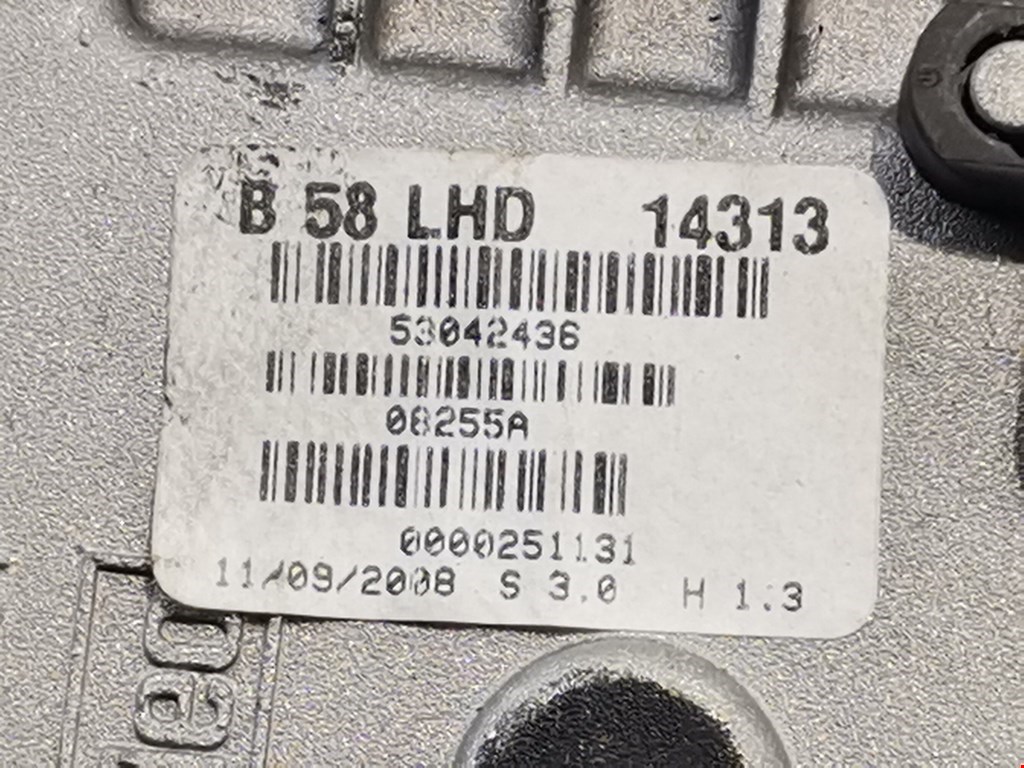 B 58 LHD 14313
53042436
08255A
0000251131
11/09/2008 S 3.0 H 1.3